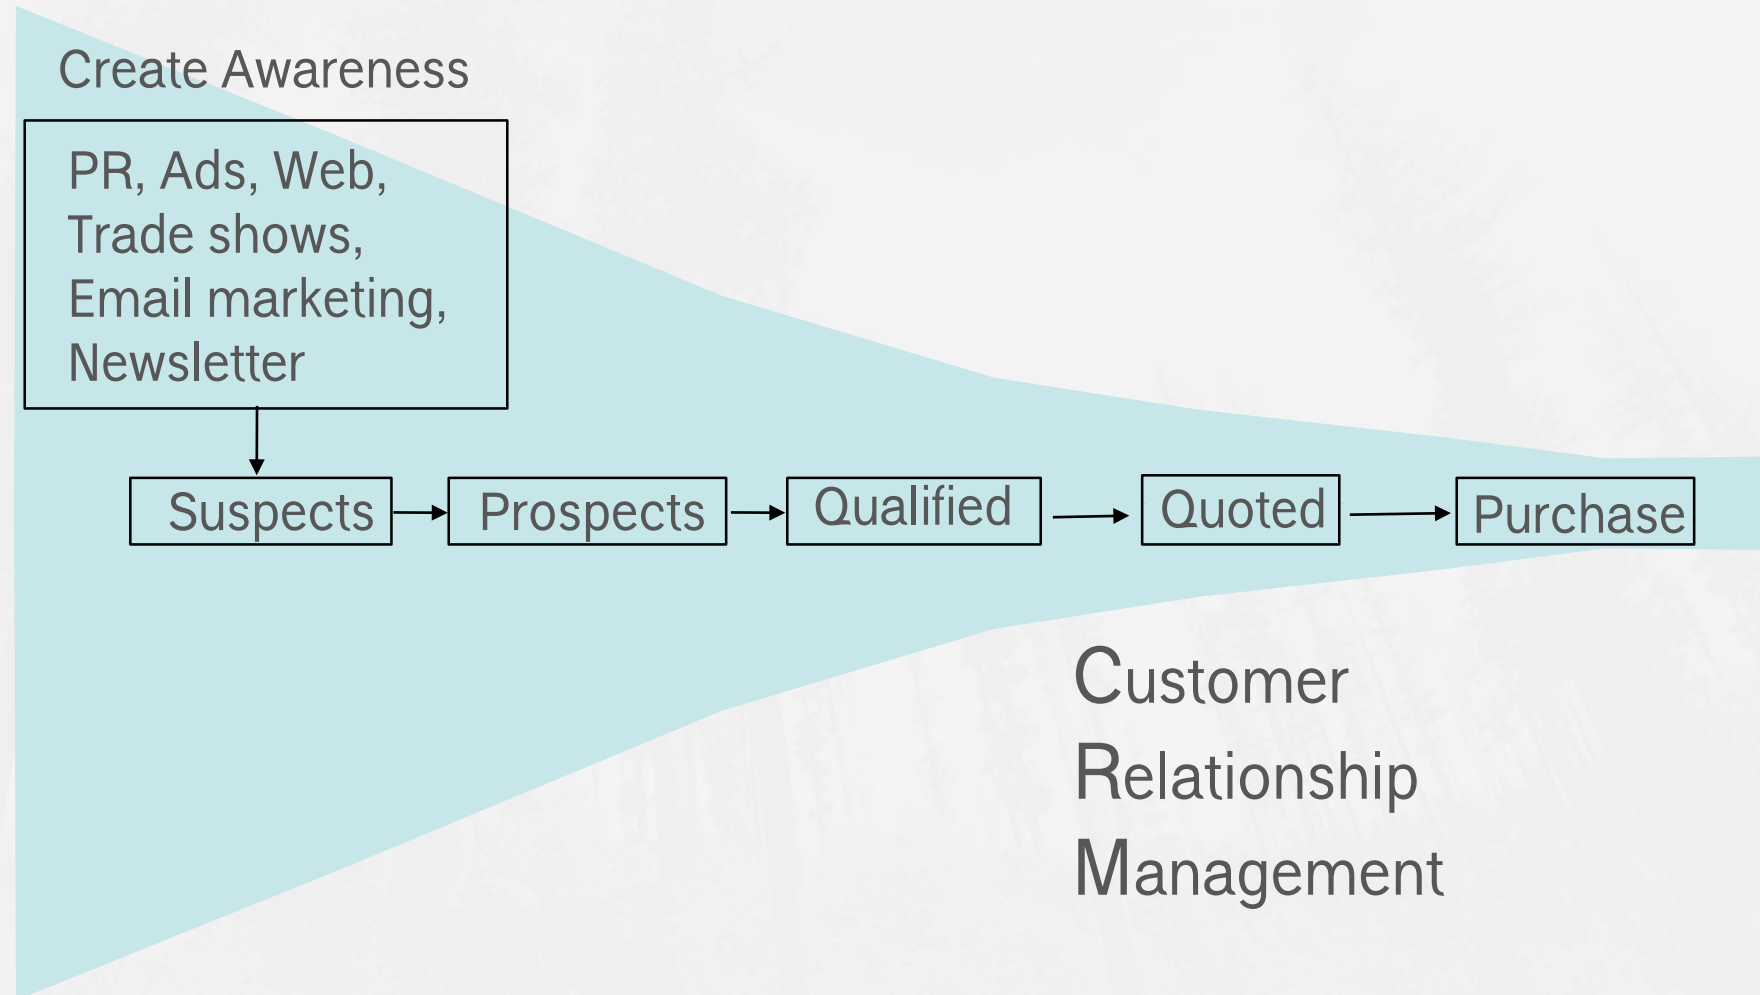 Create Awareness
PR, Ads, Web,
Trade shows,
Email marketing,
Newsletter
Suspects
Prospects
Qualified
Quoted
Purchase
Customer
Relationship
Management